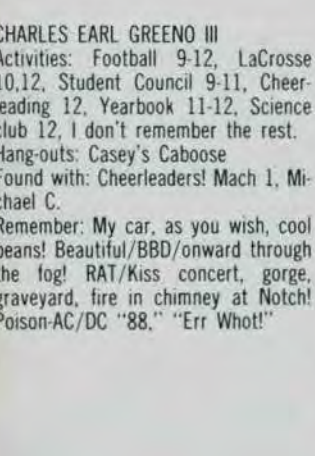 CHARLES EARL GREENO III
Activities: Football 9-12, LaCrosse
10,12, Student Council 9-11, Cheer-
leading 12, Yearbook 11-12, Science
club 12, I don't remember the rest.
Hang-outs: Casey's Caboose
Found with: Cheerleaders! Mach 1, Mi-
chael C.
Remember: My car, as you wish, cool
beans! Beautiful/BBD/onward through
the fog! RAT/Kiss concert, gorge,
graveyard, fire in chimney at Notch!
Poison-AC/DC "88," "Err Whot!"